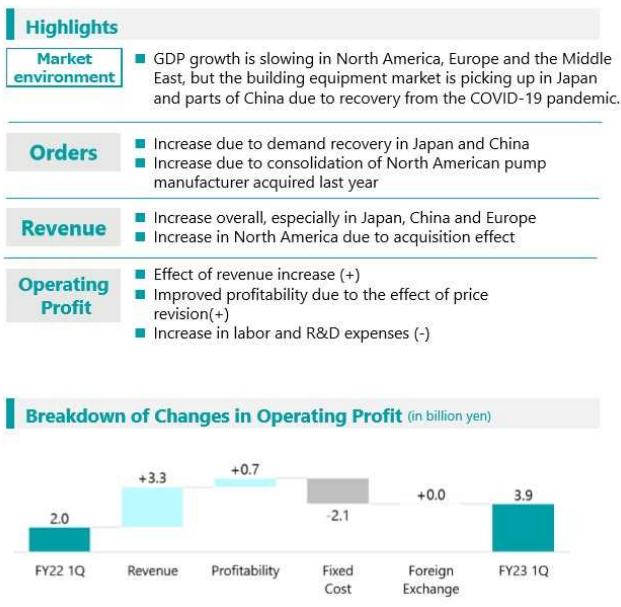 Highlights
Market
environment
■ GDP growth is slowing in North America, Europe and the Middle
East, but the building equipment market is picking up in Japan
and parts of China due to recovery from the COVID-19 pandemic.
Orders
■ Increase due to demand recovery in Japan and China
■ Increase due to consolidation of North American pump
manufacturer acquired last year
Revenue
■ Increase overall, especially in Japan, China and Europe
■ Increase in North America due to acquisition effect
Operating
Profit
■ Effect of revenue increase (+)
■ Improved profitability due to the effect of price
revision(+)
■ Increase in labor and R&D expenses (-)
Breakdown of Changes in Operating Profit (in billion yen)
2.0
+3.3
+0.7
-2.1
+0.0
3.9
FY22 1Q
Revenue
Profitability
Fixed
Cost
Foreign
Exchange
FY23 1Q